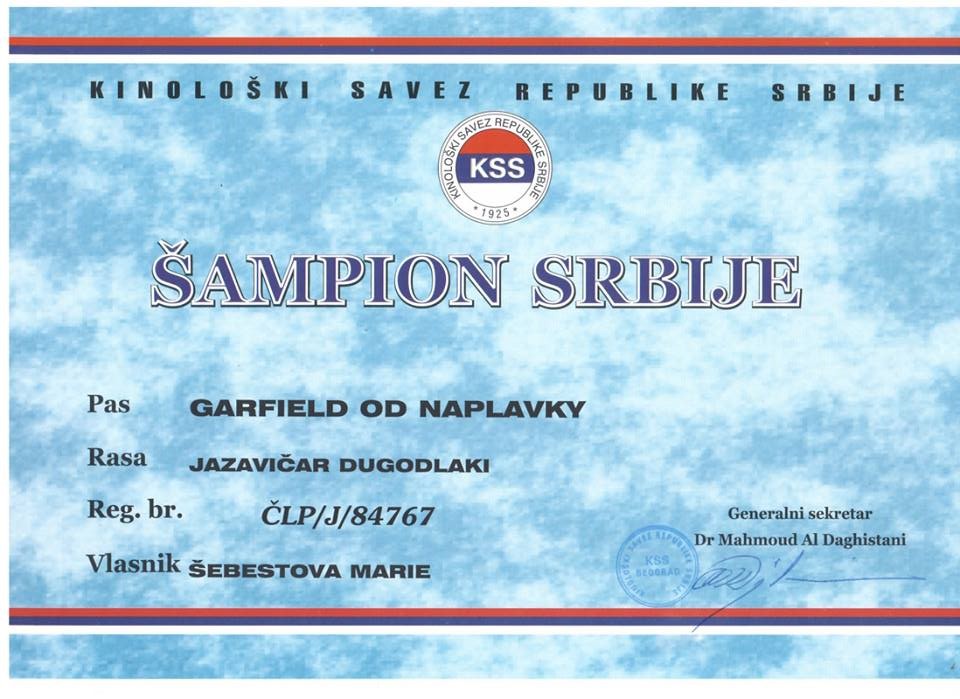 KINOLOŠKI SAVEZ REPUBLIKE SRBIJE
KINOLOŠKI SAVEZ REPUBLIKE SRBIJE
KSS
* 1925 *
ŠAMPION SRBIJE
Pas GARFIELD OD NAPLAVKY
Rasa JAZAVIČAR DUGODLAKI
Reg. br. ČLP/J/84767
Generalni sekretar
Dr Mahmoud Al Daghistani
Vlasnik ŠEBESTOVA MARIE
KINOLOŠKI SAVEZ REPUBLIKE SRBIJE
KSS
BEOGRAD